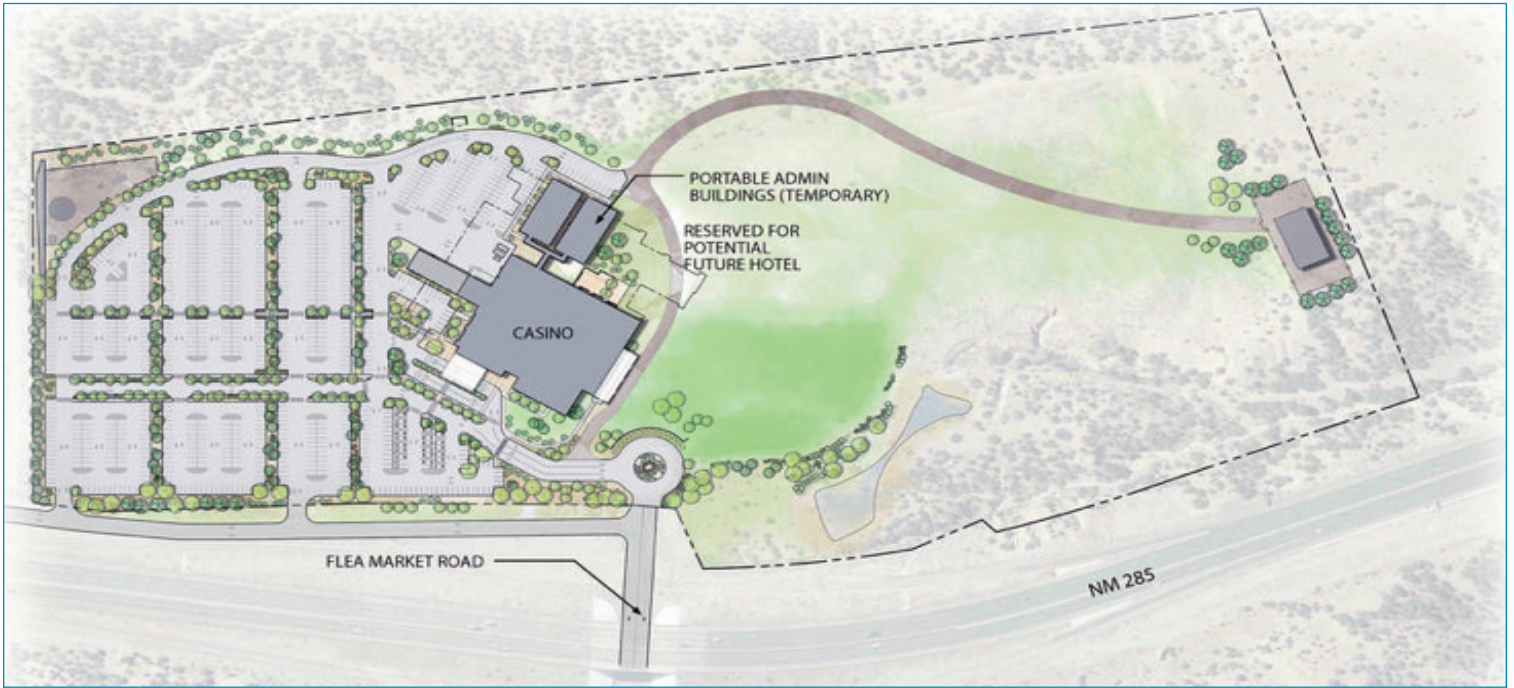 PORTABLE ADMIN
BUILDINGS (TEMPORARY)
RESERVED FOR
POTENTIAL
FUTURE HOTEL
CASINO
FLEA MARKET ROAD
NM 285